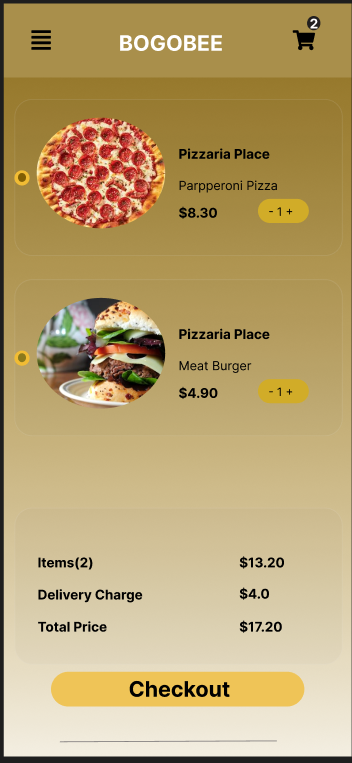 2
BOGOBEE
Pizzaria Place
Parpperoni Pizza
$8.30 - 1 +
Pizzaria Place
Meat Burger
$4.90 - 1 +
Items(2) $13.20
Delivery Charge $4.0
Total Price $17.20
Checkout